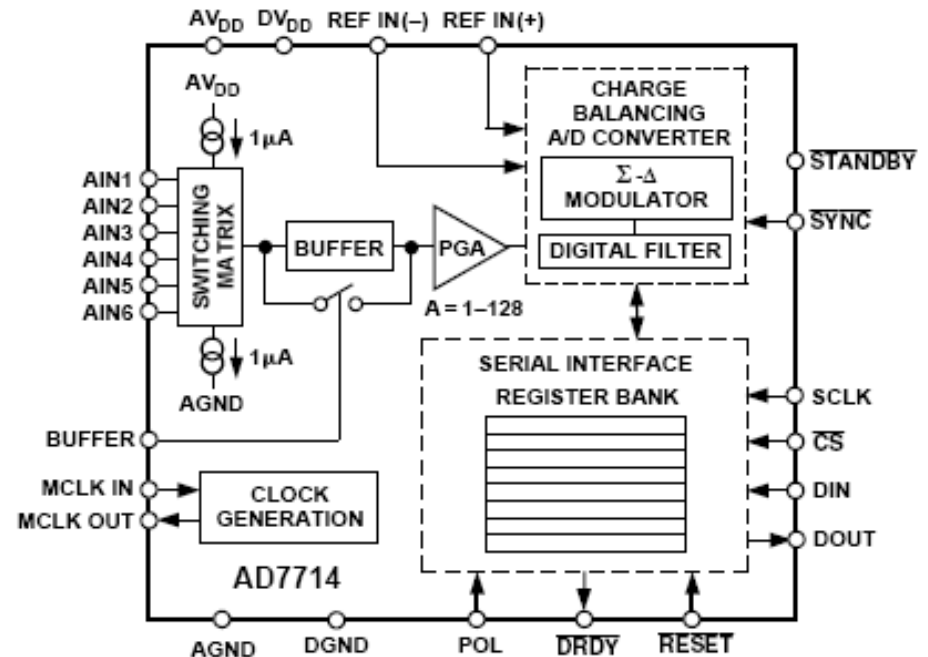 AVDD DVDD REF IN(–) REF IN(+)
AVDD
1µA
CHARGE
BALANCING
A/D CONVERTER
Σ-Δ
MODULATOR
DIGITAL FILTER
STANDBY
SYNC
AIN1
AIN2
AIN3
AIN4
AIN5
AIN6
SWITCHING
MATRIX
BUFFER
PGA
A = 1–128
1µA
AGND
BUFFER
SERIAL INTERFACE
REGISTER BANK
SCLK
CS
DIN
DOUT
MCLK IN
MCLK OUT
CLOCK
GENERATION
AD7714
AGND DGND POL DRDY RESET